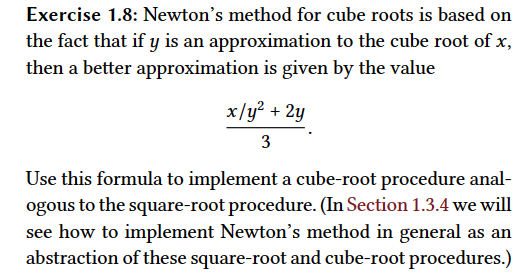 Exercise 1.8: Newton's method for cube roots is based on
the fact that if y is an approximation to the cube root of x,
then a better approximation is given by the value
x/y² + 2y
3
.
Use this formula to implement a cube-root procedure anal-
ogous to the square-root procedure. (In Section 1.3.4 we will
see how to implement Newton's method in general as an
abstraction of these square-root and cube-root procedures.)